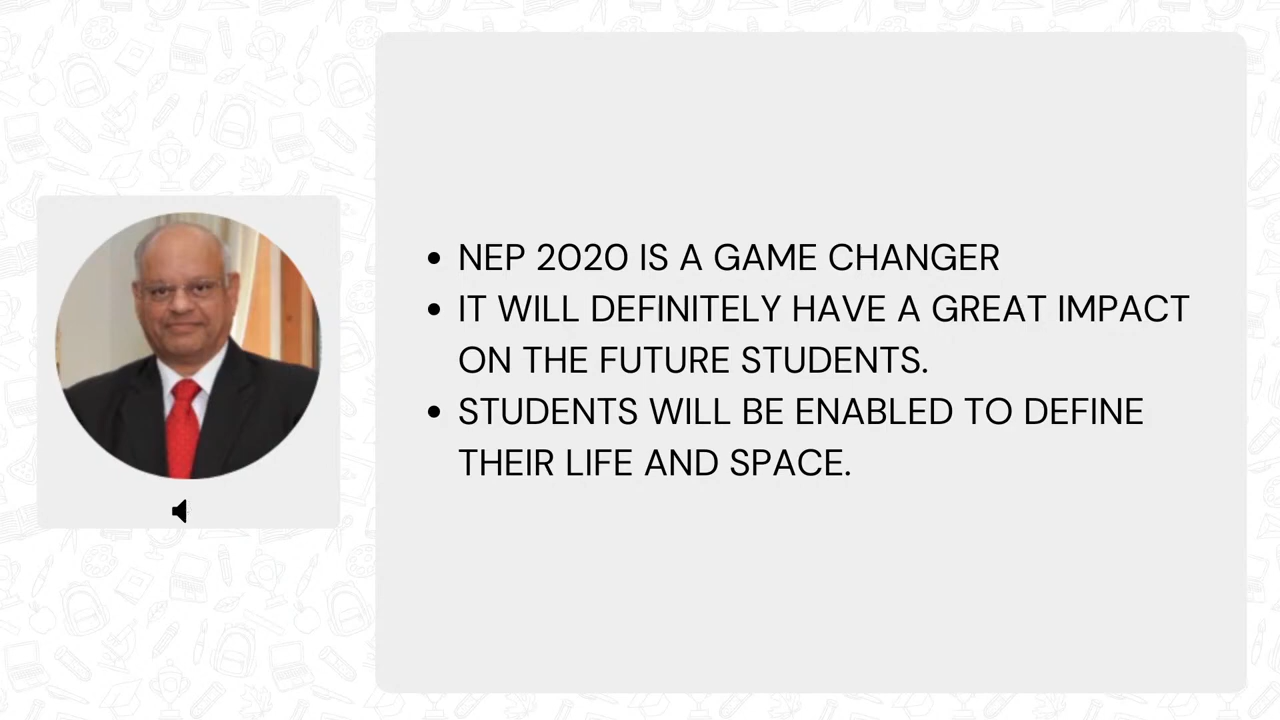 • NEP 2020 IS A GAME CHANGER
• IT WILL DEFINITELY HAVE A GREAT IMPACT
ON THE FUTURE STUDENTS.
• STUDENTS WILL BE ENABLED TO DEFINE
THEIR LIFE AND SPACE.